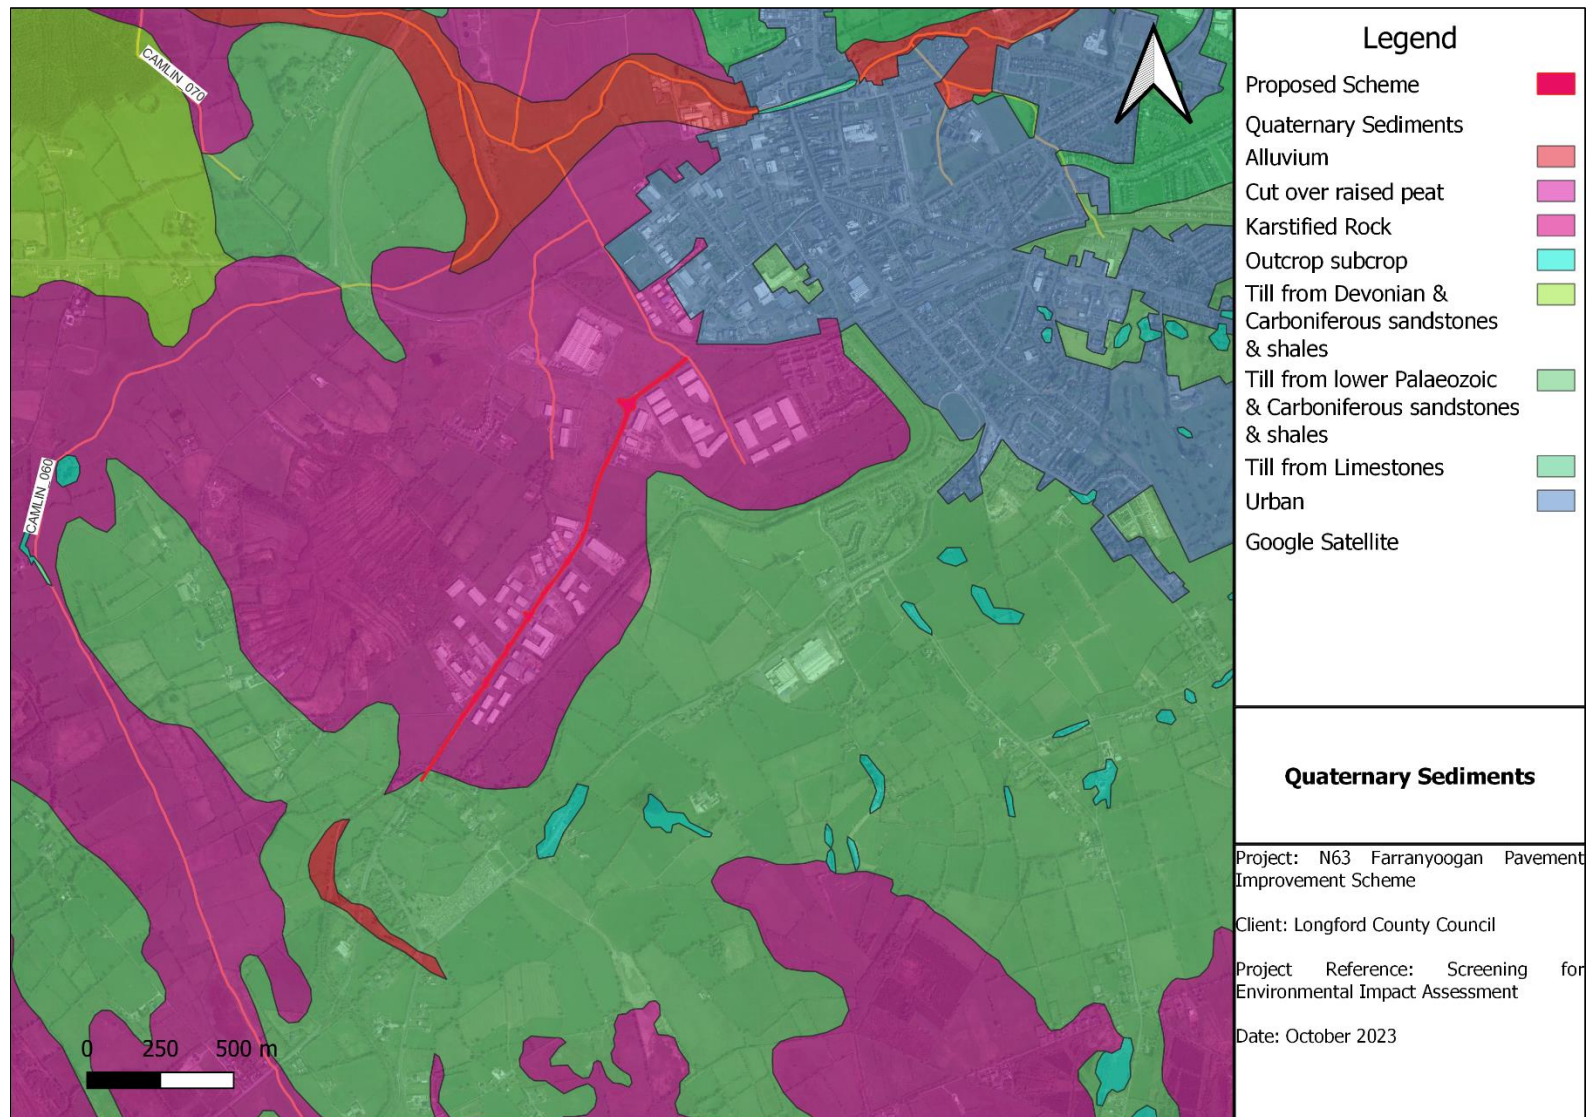 CAMLIN_070
CAMLIN_060
0 250 500 m
Legend
Proposed Scheme
Quaternary Sediments
Alluvium
Cut over raised peat
Karstified Rock
Outcrop subcrop
Till from Devonian &
Carboniferous sandstones
& shales
Till from lower Palaeozoic
& Carboniferous sandstones
& shales
Till from Limestones
Urban
Google Satellite
Quaternary Sediments
Project: N63 Farranyoogan Pavement
Improvement Scheme
Client: Longford County Council
Project Reference: Screening for
Environmental Impact Assessment
Date: October 2023